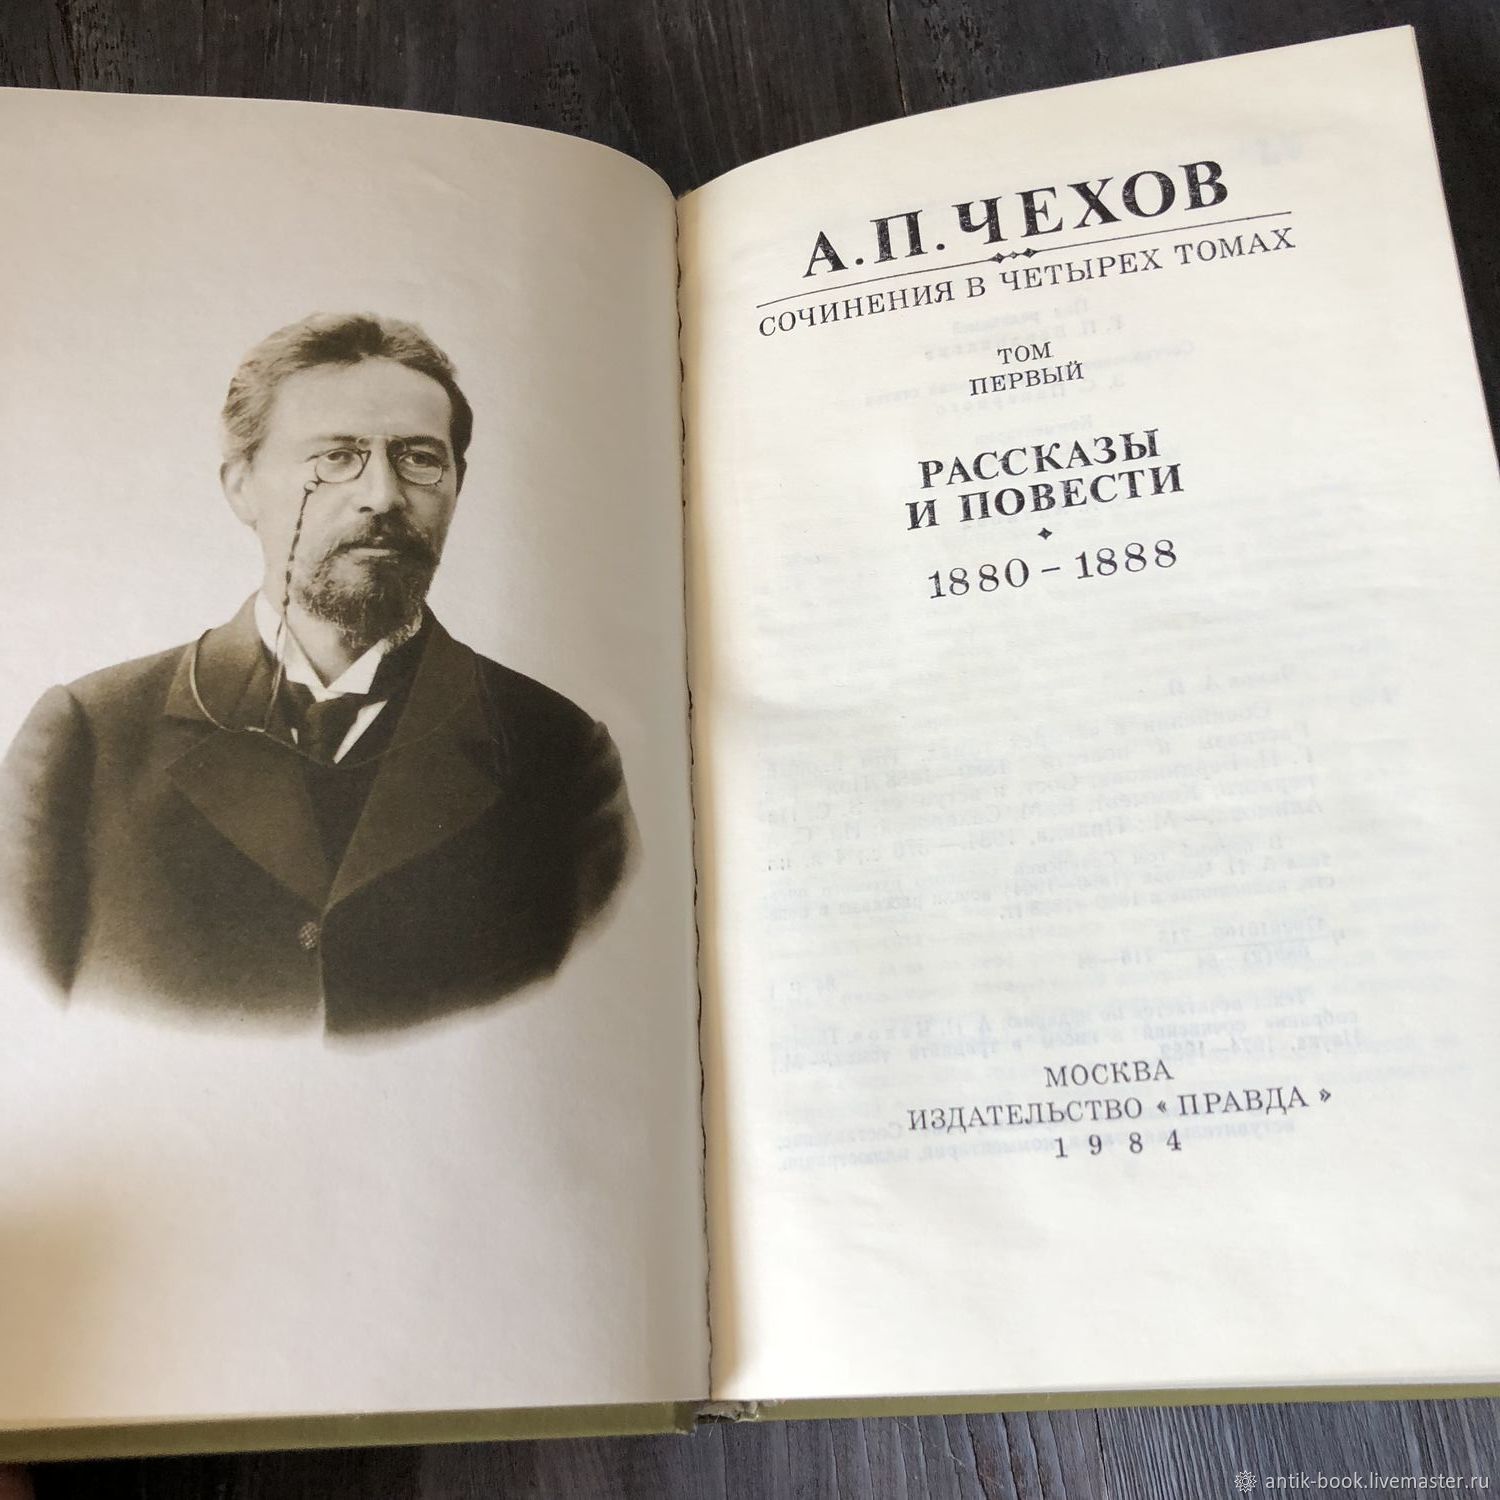 А. П. ЧЕХОВ
СОЧИНЕНИЯ В ЧЕТЫРЕХ ТОМАХ
ТОМ
ПЕРВЫЙ
РАССКАЗЫ
И ПОВЕСТИ
1880 – 1888
МОСКВА
ИЗДАТЕЛЬСТВО « ПРАВДА »
1984
antik-book.livemaster.ru